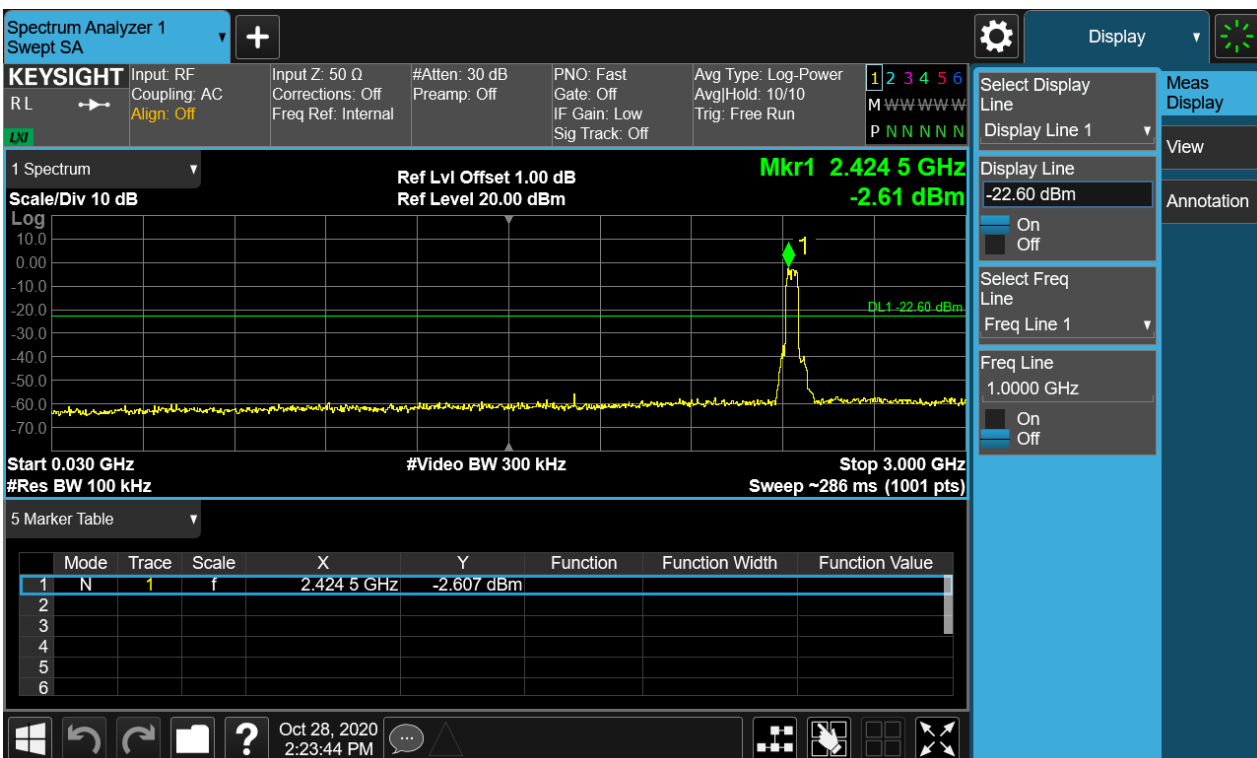 Spectrum Analyzer 1
Swept SA
Display
KEYSIGHT
R L
LXI
Input: RF
Coupling: AC
Align: Off
Input Z: 50 Ω
Corrections: Off
Freq Ref: Internal
#Atten: 30 dB
Preamp: Off
PNO: Fast
Gate: Off
IF Gain: Low
Sig Track: Off
Avg Type: Log-Power
Avg|Hold: 10/10
Trig: Free Run
1 2 3 4 5 6
M W W W W W
P N N N N N
1 Spectrum
Scale/Div 10 dB
Ref Lvl Offset 1.00 dB
Ref Level 20.00 dBm
Mkr1 2.424 5 GHz
-2.61 dBm
Log
10.0
0.00
-10.0
-20.0
-30.0
-40.0
-50.0
-60.0
-70.0
1
DL1 -22.60 dBm
Start 0.030 GHz
#Video BW 300 kHz
Stop 3.000 GHz
#Res BW 100 kHz
Sweep ~286 ms (1001 pts)
5 Marker Table
Mode Trace Scale X Y Function Function Width Function Value
1 N 1 f 2.424 5 GHz -2.607 dBm
2
3
4
5
6
?
Oct 28, 2020
2:23:44 PM
Select Display
Line
Display Line 1
Display Line
-22.60 dBm
On
Off
Select Freq
Line
Freq Line 1
Freq Line
1.0000 GHz
On
Off
Meas
Display
View
Annotation